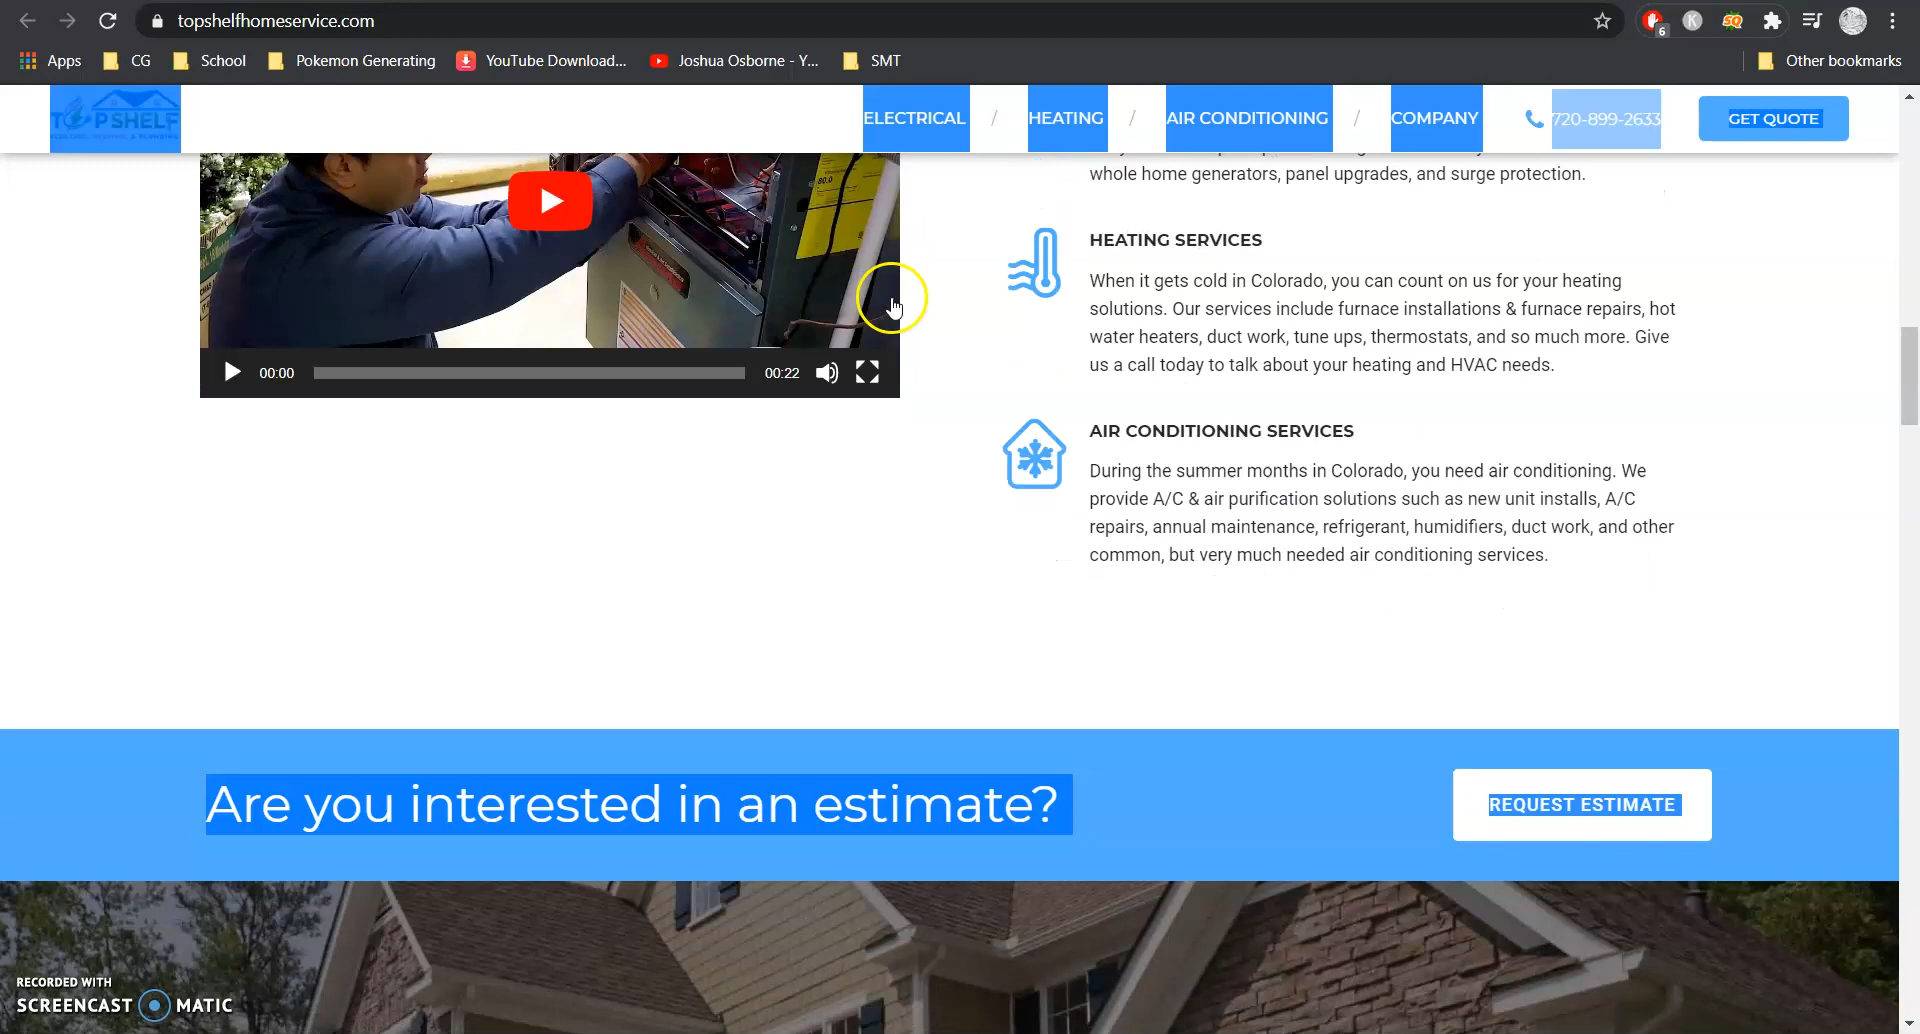 topshelfhomeservice.com
6
K
SQ
Apps
CG
School
Pokemon Generating
YouTube Download...
Joshua Osborne - Y...
SMT
Other bookmarks
TOPSHELF
ELECTRICAL / HEATING / AIR CONDITIONING / COMPANY
720-899-2633
GET QUOTE
whole home generators, panel upgrades, and surge protection.
80.0
HEATING SERVICES
When it gets cold in Colorado, you can count on us for your heating
solutions. Our services include furnace installations & furnace repairs, hot
water heaters, duct work, tune ups, thermostats, and so much more. Give
us a call today to talk about your heating and HVAC needs.
00:00
00:22
AIR CONDITIONING SERVICES
During the summer months in Colorado, you need air conditioning. We
provide A/C & air purification solutions such as new unit installs, A/C
repairs, annual maintenance, refrigerant, humidifiers, duct work, and other
common, but very much needed air conditioning services.
Are you interested in an estimate?
REQUEST ESTIMATE
RECORDED WITH
SCREENCAST MATIC